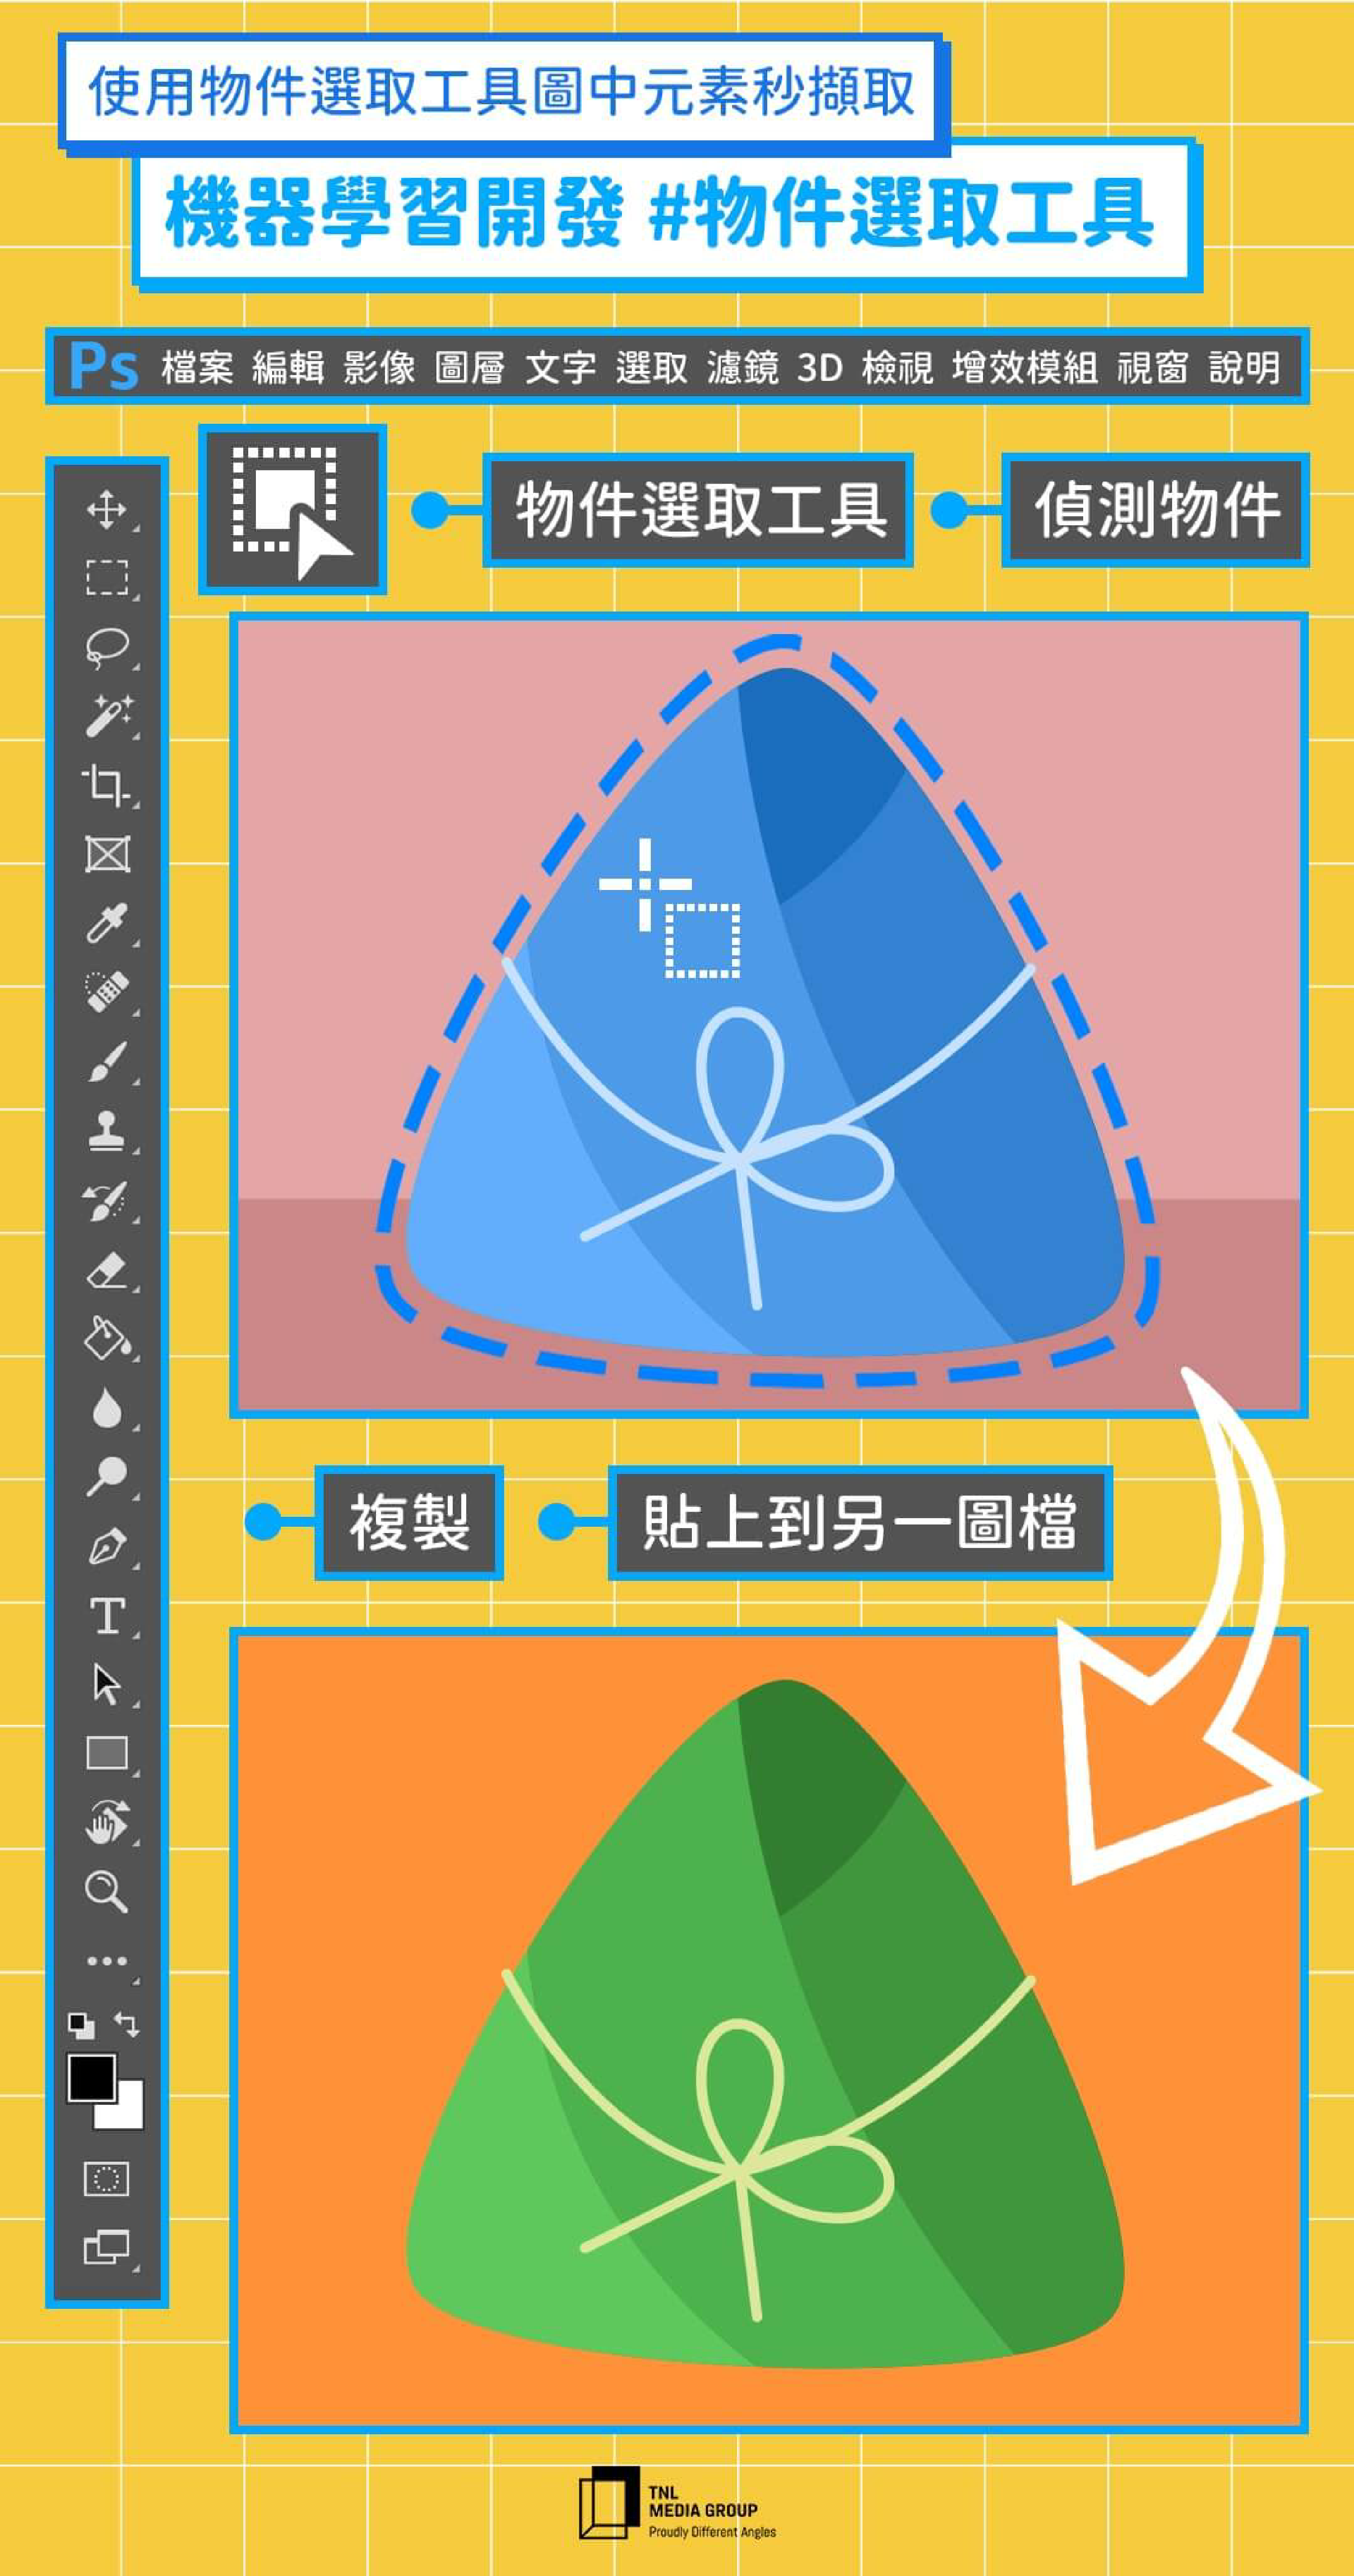 使用物件選取工具圖中元素秒擷取
機器學習開發 #物件選取工具
Ps 檔案 編輯 影像 圖層 文字 選取 濾鏡 3D 檢視 增效模組 視窗 說明
物件選取工具 偵測物件
複製 貼上到另一圖檔
T
TNL
MEDIA GROUP
Proudly Different Angles